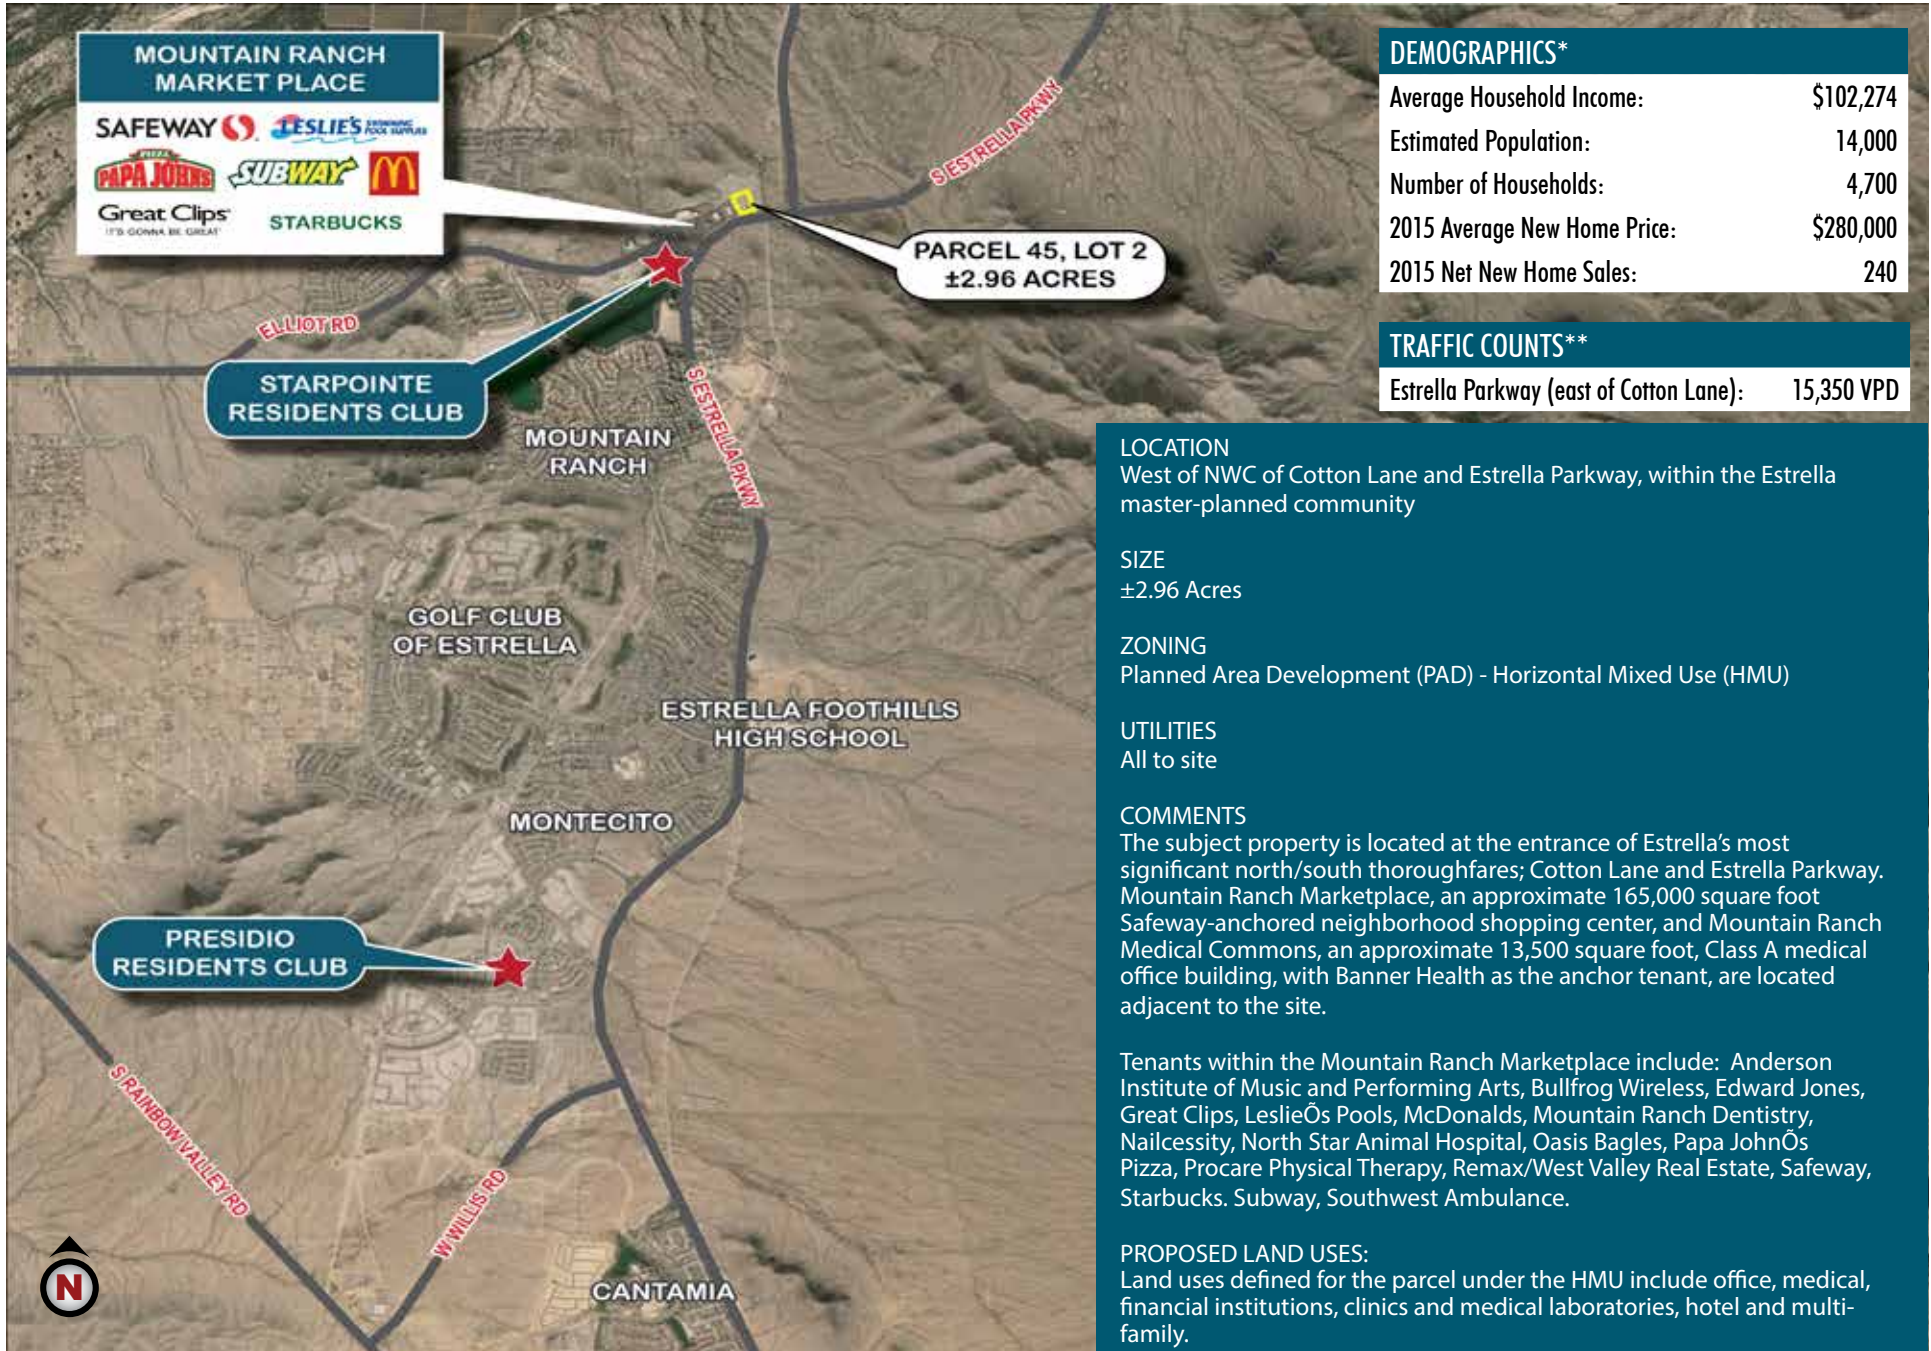 MOUNTAIN RANCH
MARKET PLACE
SAFEWAY
LESLIE'S SWIMMING POOL SUPPLIES
PIZZA
PAPA JOHN'S
SUBWAY
Great Clips
IT'S GONNA BE GREAT
STARBUCKS
S ESTRELLA PKWY
PARCEL 45, LOT 2
±2.96 ACRES
ELLIOT RD
STARPOINTE
RESIDENTS CLUB
S ESTRELLA PKWY
MOUNTAIN
RANCH
GOLF CLUB
OF ESTRELLA
ESTRELLA FOOTHILLS
HIGH SCHOOL
MONTECITO
PRESIDIO
RESIDENTS CLUB
S RAINBOW VALLEY RD
W WILLIS RD
CANTAMIA
N
DEMOGRAPHICS*
Average Household Income: $102,274
Estimated Population: 14,000
Number of Households: 4,700
2015 Average New Home Price: $280,000
2015 Net New Home Sales: 240
TRAFFIC COUNTS**
Estrella Parkway (east of Cotton Lane): 15,350 VPD
LOCATION
West of NWC of Cotton Lane and Estrella Parkway, within the Estrella
master-planned community
SIZE
±2.96 Acres
ZONING
Planned Area Development (PAD) - Horizontal Mixed Use (HMU)
UTILITIES
All to site
COMMENTS
The subject property is located at the entrance of Estrella’s most
significant north/south thoroughfares; Cotton Lane and Estrella Parkway.
Mountain Ranch Marketplace, an approximate 165,000 square foot
Safeway-anchored neighborhood shopping center, and Mountain Ranch
Medical Commons, an approximate 13,500 square foot, Class A medical
office building, with Banner Health as the anchor tenant, are located
adjacent to the site.
Tenants within the Mountain Ranch Marketplace include:  Anderson
Institute of Music and Performing Arts, Bullfrog Wireless, Edward Jones,
Great Clips, LeslieÕs Pools, McDonalds, Mountain Ranch Dentistry,
Nailcessity, North Star Animal Hospital, Oasis Bagles, Papa JohnÕs
Pizza, Procare Physical Therapy, Remax/West Valley Real Estate, Safeway,
Starbucks. Subway, Southwest Ambulance.
PROPOSED LAND USES:
Land uses defined for the parcel under the HMU include office, medical,
financial institutions, clinics and medical laboratories, hotel and multi-
family.